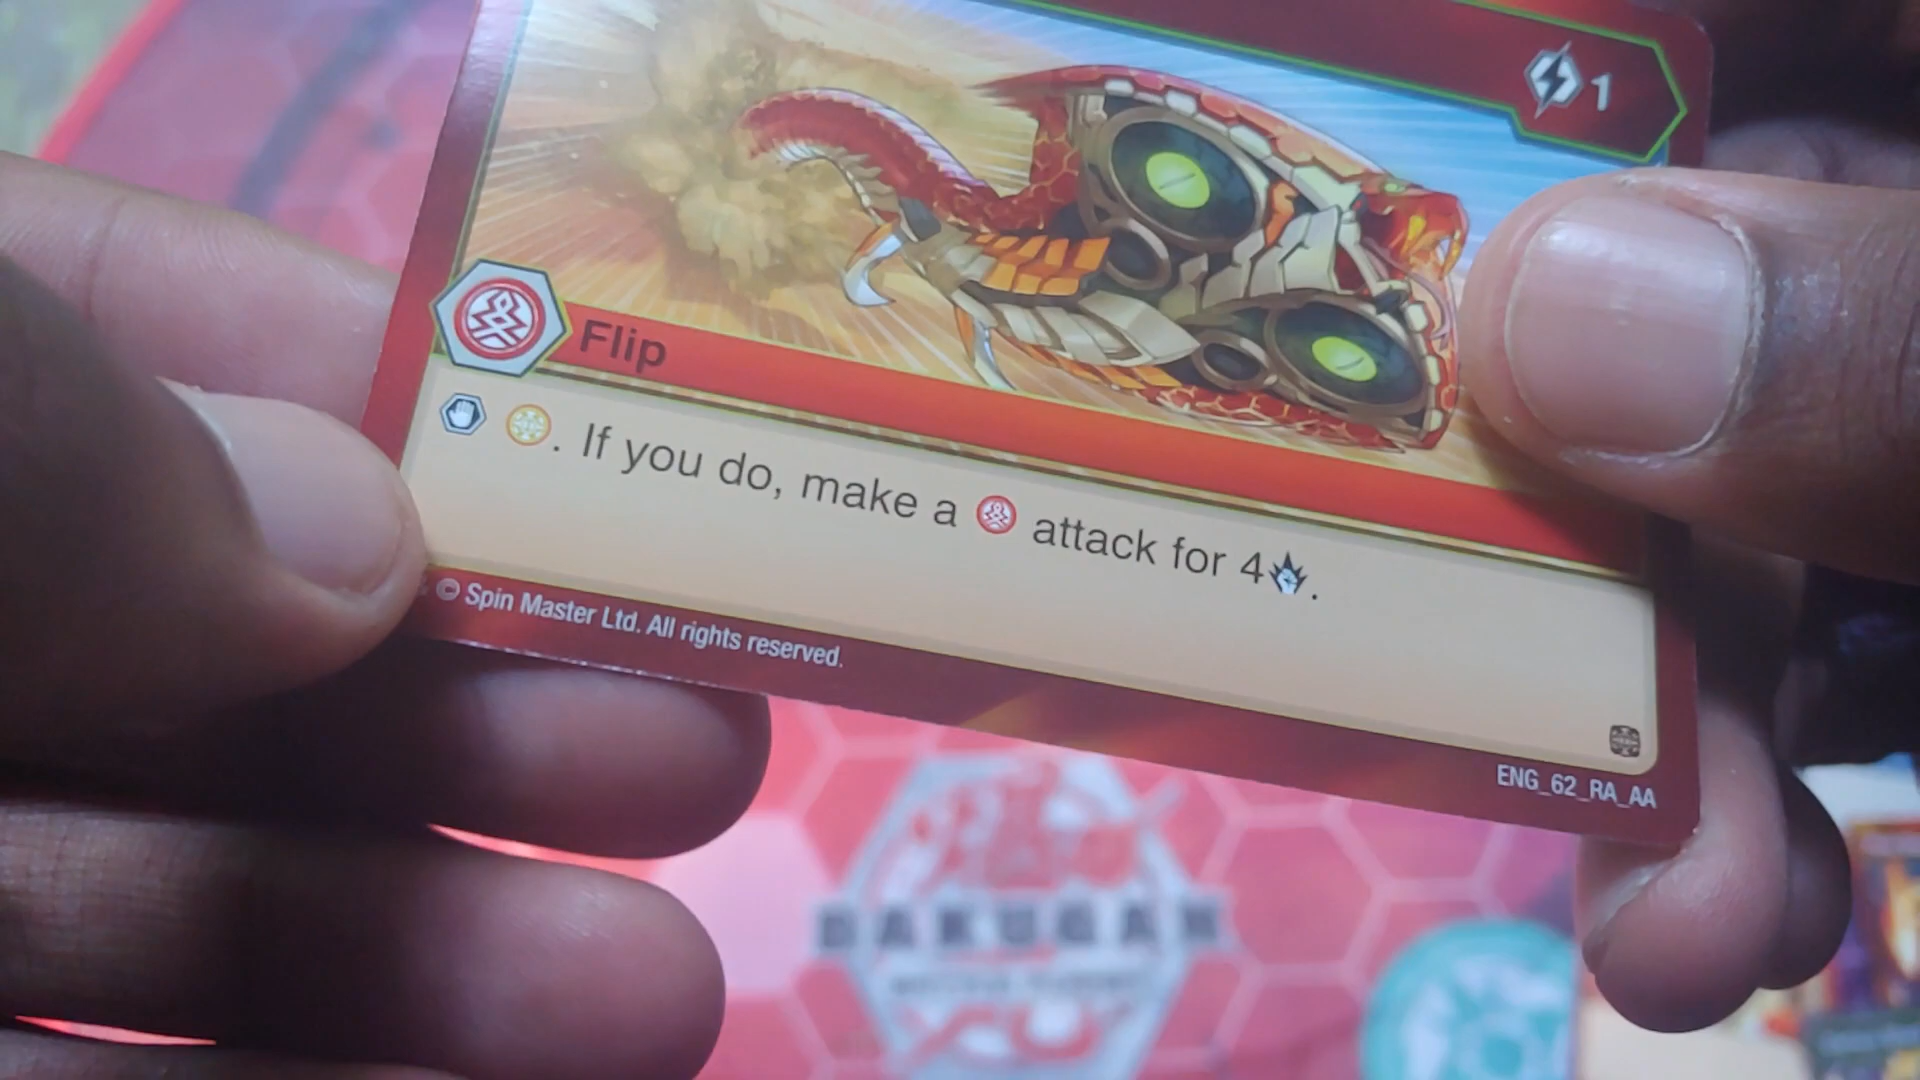 1
Flip
. If you do, make a attack for 4.
© Spin Master Ltd. All rights reserved.
ENG_62_RA_AA
BAKUGAN